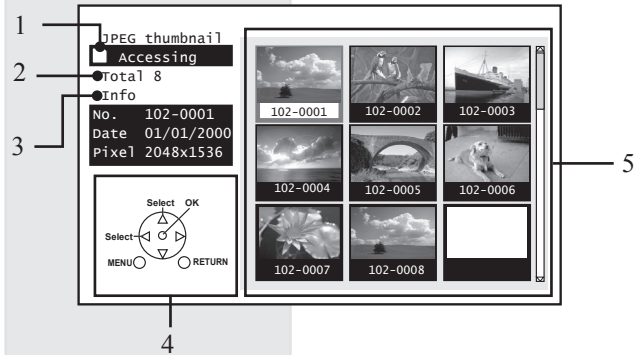 1
JPEG thumbnail
Accessing
2
Total 8
Info
3
No. 102-0001
Date 01/01/2000
Pixel 2048x1536
Select OK
Select
MENU RETURN
4
102-0001 102-0002 102-0003
102-0004 102-0005 102-0006
102-0007 102-0008
5